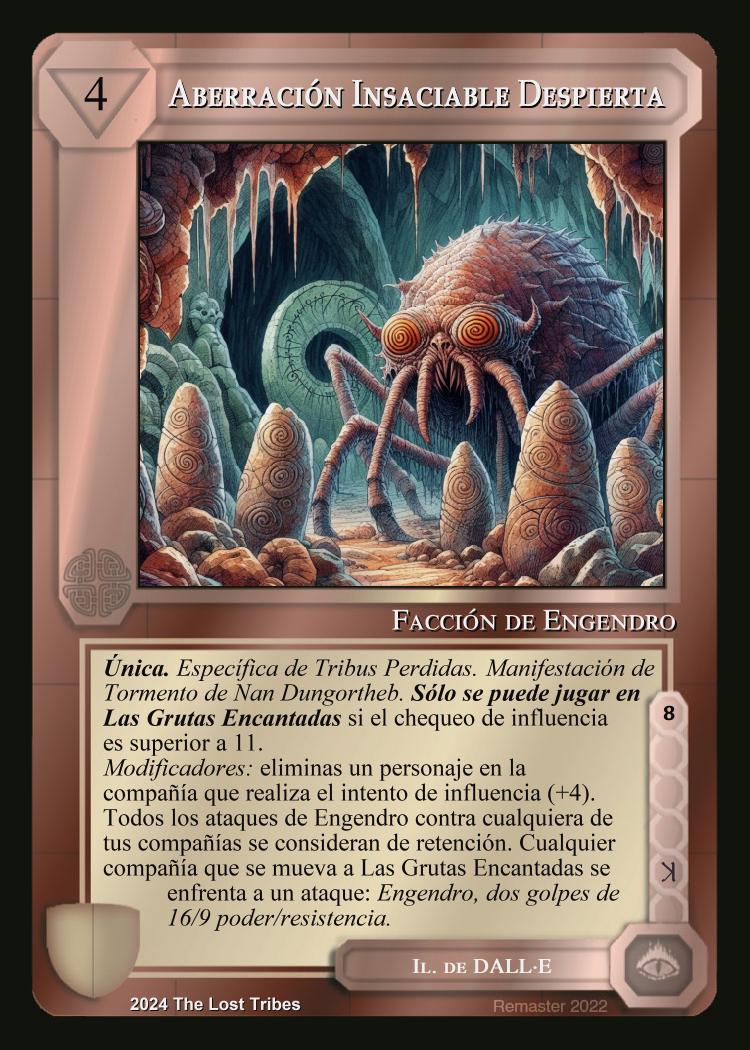 4
ABERRACIÓN INSACIABLE DESPIERTA
FACCIÓN DE ENGENDRO
Única. Específica de Tribus Perdidas. Manifestación de
Tormento de Nan Dungortheb. Sólo se puede jugar en
Las Grutas Encantadas si el chequeo de influencia
es superior a 11.
8
Modificadores: eliminas un personaje en la
compañía que realiza el intento de influencia (+4).
Todos los ataques de Engendro contra cualquiera de
tus compañías se consideran de retención. Cualquier
compañía que se mueva a Las Grutas Encantadas se
enfrenta a un ataque: Engendro, dos golpes de
16/9 poder/resistencia.
IL. DE DALL·E
2024 The Lost Tribes
Remaster 2022